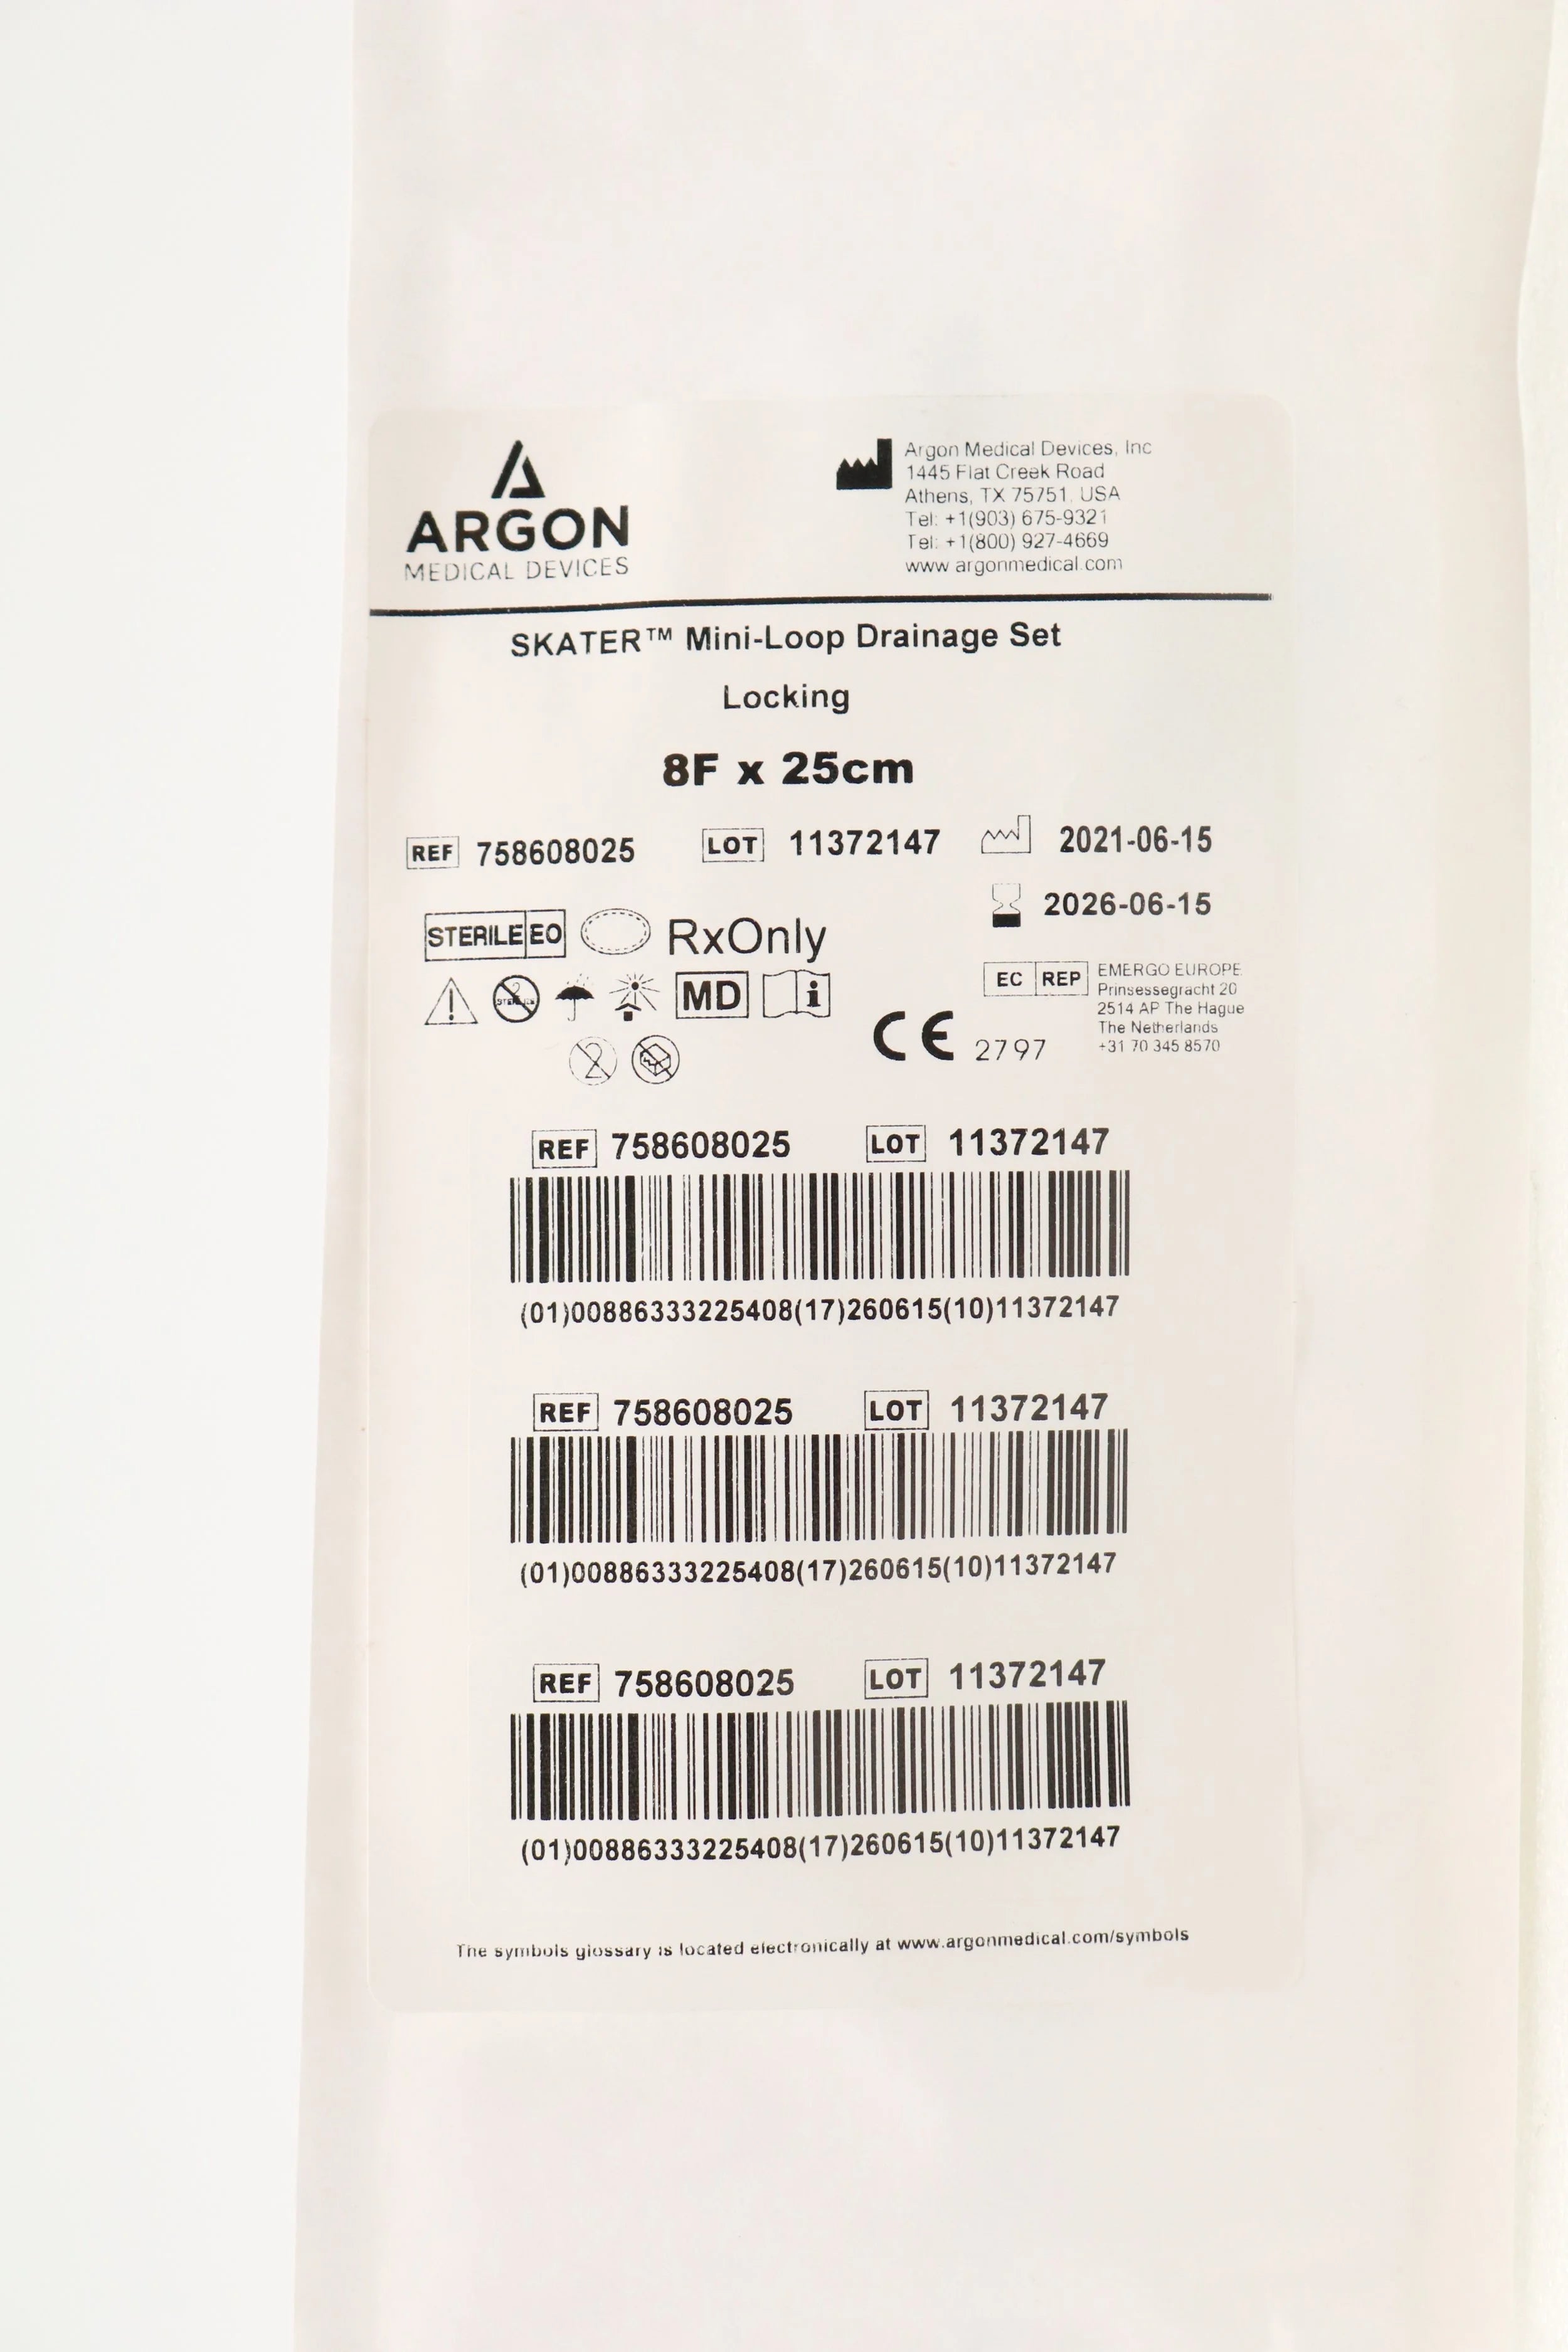 ARGON
MEDICAL DEVICES
Argon Medical Devices, Inc
1445 Flat Creek Road
Athens, TX 75751, USA
Tel: +1(903) 675-9321
Tel: +1(800) 927-4669
www.argonmedical.com
SKATER™ Mini-Loop Drainage Set
Locking
8F x 25cm
REF 758608025 LOT 11372147 2021-06-15
2026-06-15
STERILE EO RxOnly
STERILIZE MD i
2
EC REP
EMERGO EUROPE
Prinsessegracht 20
2514 AP The Hague
The Netherlands
+31 70 345 8570
CE 2797
REF 758608025 LOT 11372147
(01)00886333225408(17)260615(10)11372147
REF 758608025 LOT 11372147
(01)00886333225408(17)260615(10)11372147
REF 758608025 LOT 11372147
(01)00886333225408(17)260615(10)11372147
The symbols glossary is located electronically at www.argonmedical.com/symbols